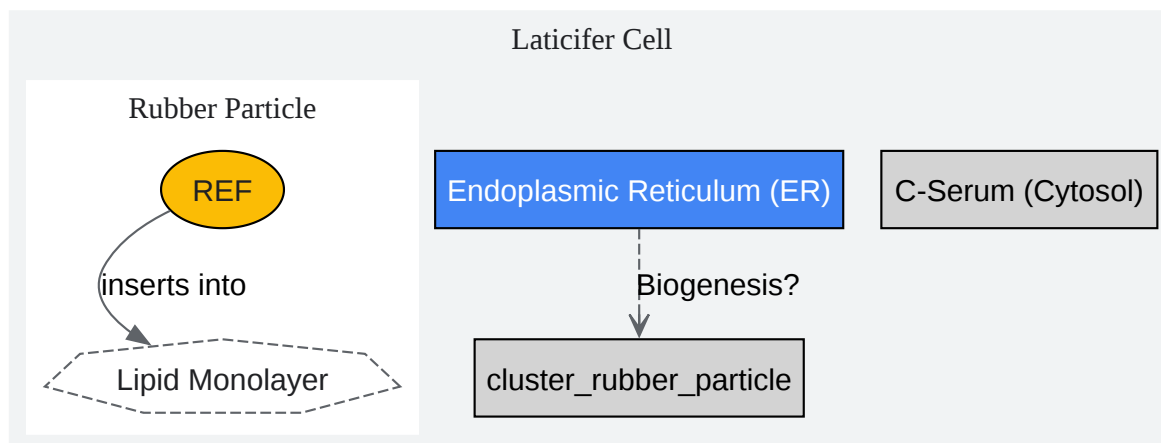 Laticifer Cell
Rubber Particle
REF
Endoplasmic Reticulum (ER)
C-Serum (Cytosol)
inserts into
Biogenesis?
Lipid Monolayer
cluster_rubber_particle